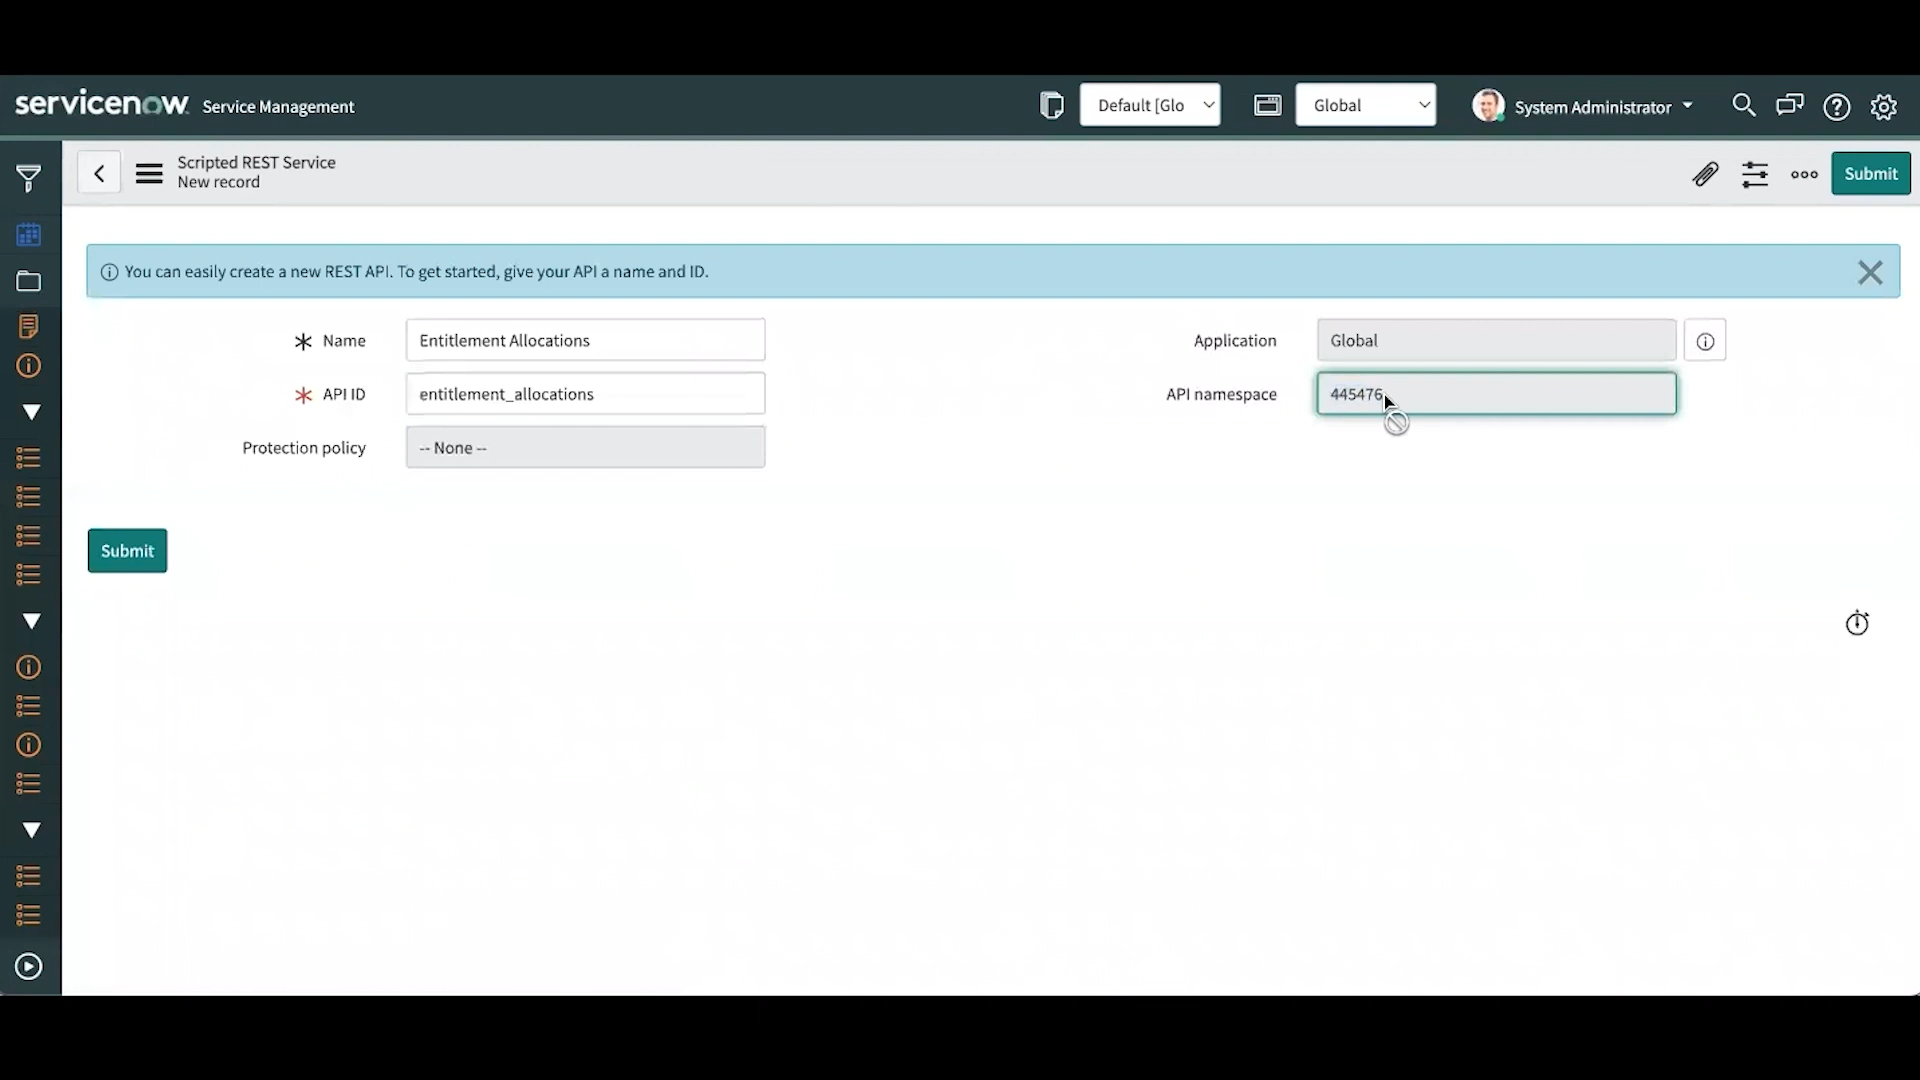 servicenow Service Management
Default [Glo
Global
System Administrator
Scripted REST Service
New record
Submit
You can easily create a new REST API. To get started, give your API a name and ID.
Name
Entitlement Allocations
Application
Global
API ID
entitlement_allocations
API namespace
445476
Protection policy
-- None --
Submit